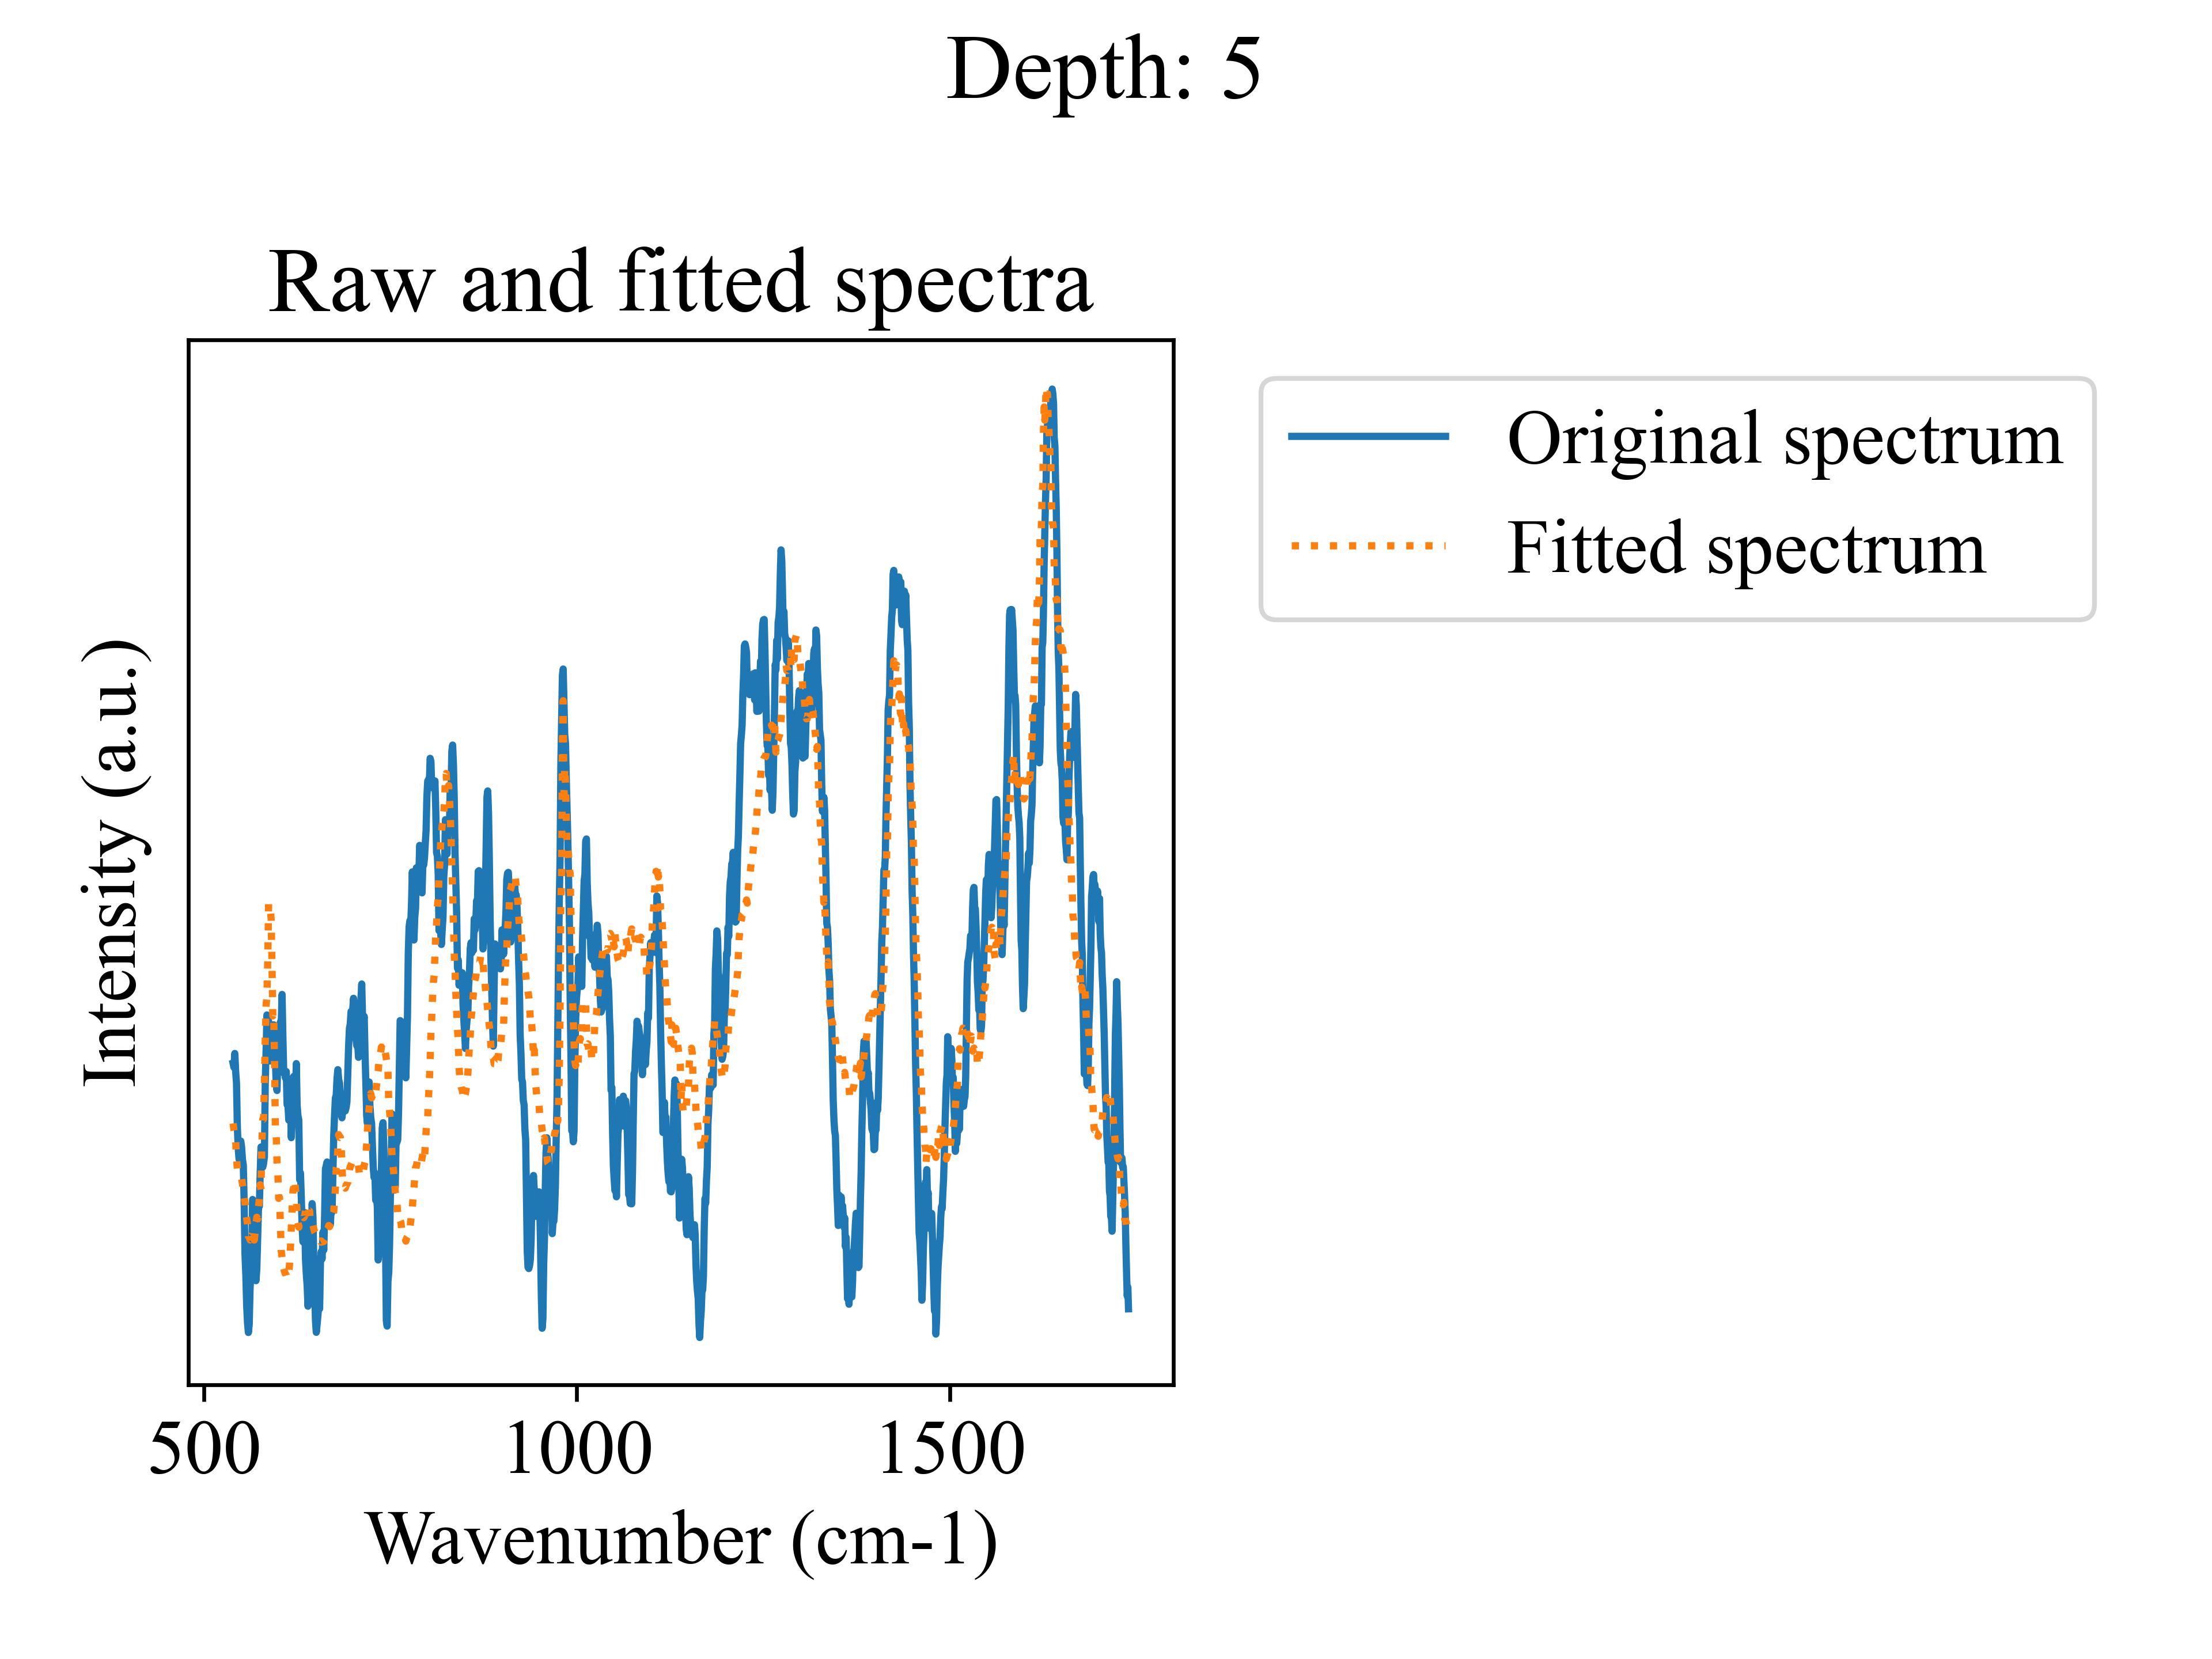 Depth: 5
Raw and fitted spectra
Original spectrum
Fitted spectrum
Intensity (a.u.)
500 1000 1500
Wavenumber (cm-1)